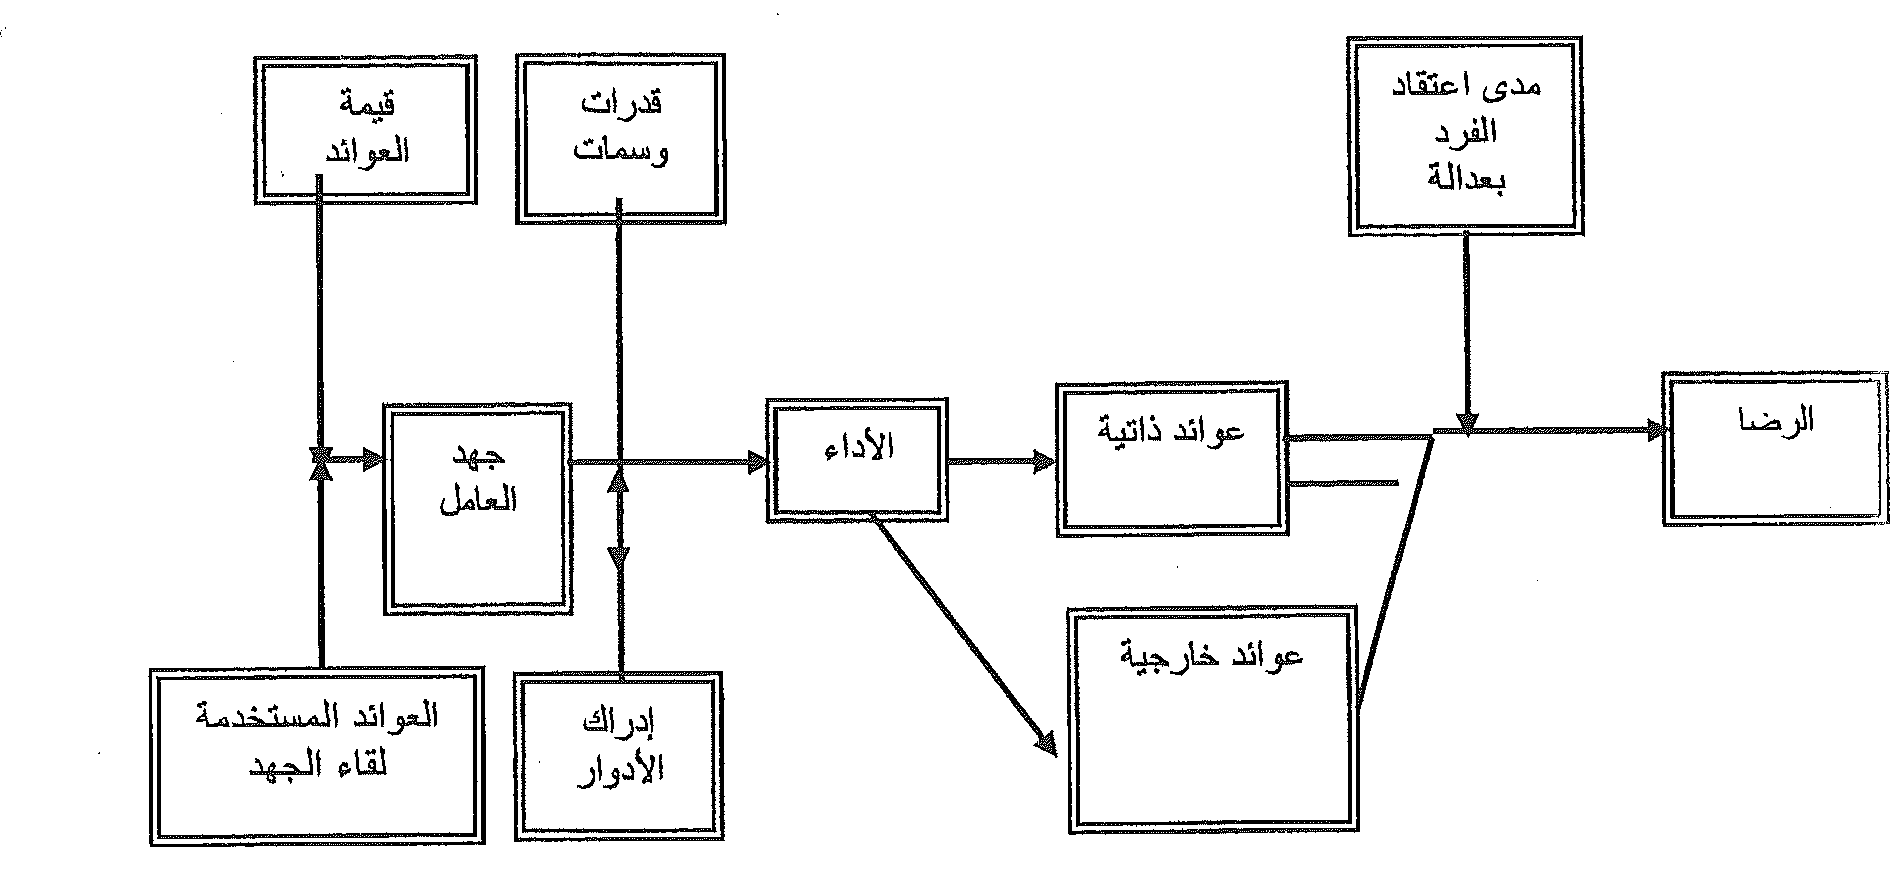 قيمة
العوائد
قدرات
وسمات
مدى اعتقاد
الفرد
بعدالة
جهد
العامل
الأداء
عوائد ذاتية
الرضا
عوائد خارجية
العوائد المستخدمة
لقاء الجهد
إدراك
الأدوار